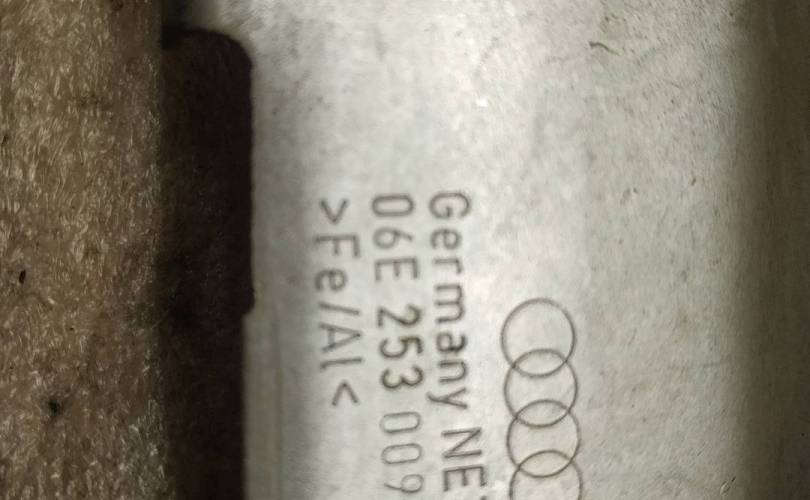 Germany NE
06E 253 009
>Fe/Al<